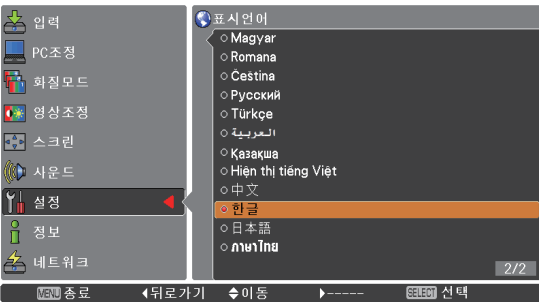 입력
PC조정
화질모드
영상조정
스크린
사운드
설정
정보
네트워크
표시언어
Magyar
Romana
Čeština
Русский
Türkçe
العربية
Қазақша
Hiện thị tiếng Việt
中文
한글
日本語
ภาษาไทย
2/2
MENU 종료 뒤로가기 이동 ----- SELECT 선택